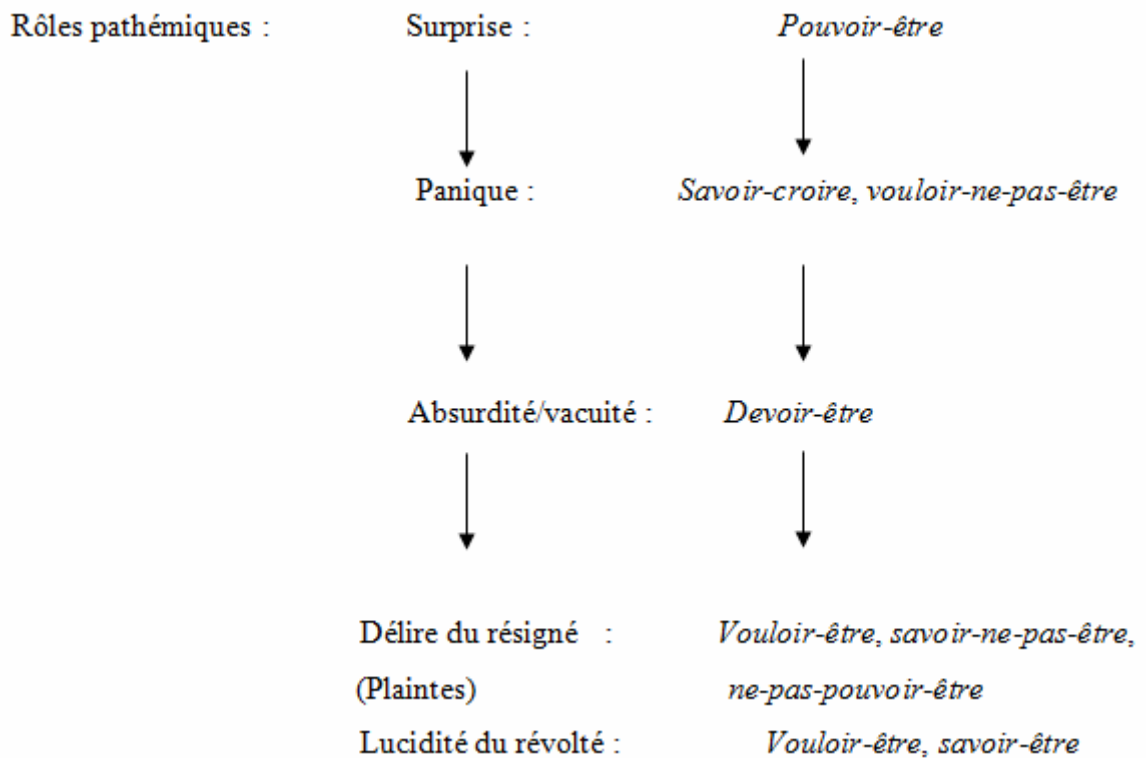 Rôles pathémiques : Surprise : Pouvoir-être
Panique : Savoir-croire, vouloir-ne-pas-être
Absurdité/vacuité : Devoir-être
Délire du résigné : Vouloir-être, savoir-ne-pas-être,
(Plaintes) ne-pas-pouvoir-être
Lucidité du révolté : Vouloir-être, savoir-être